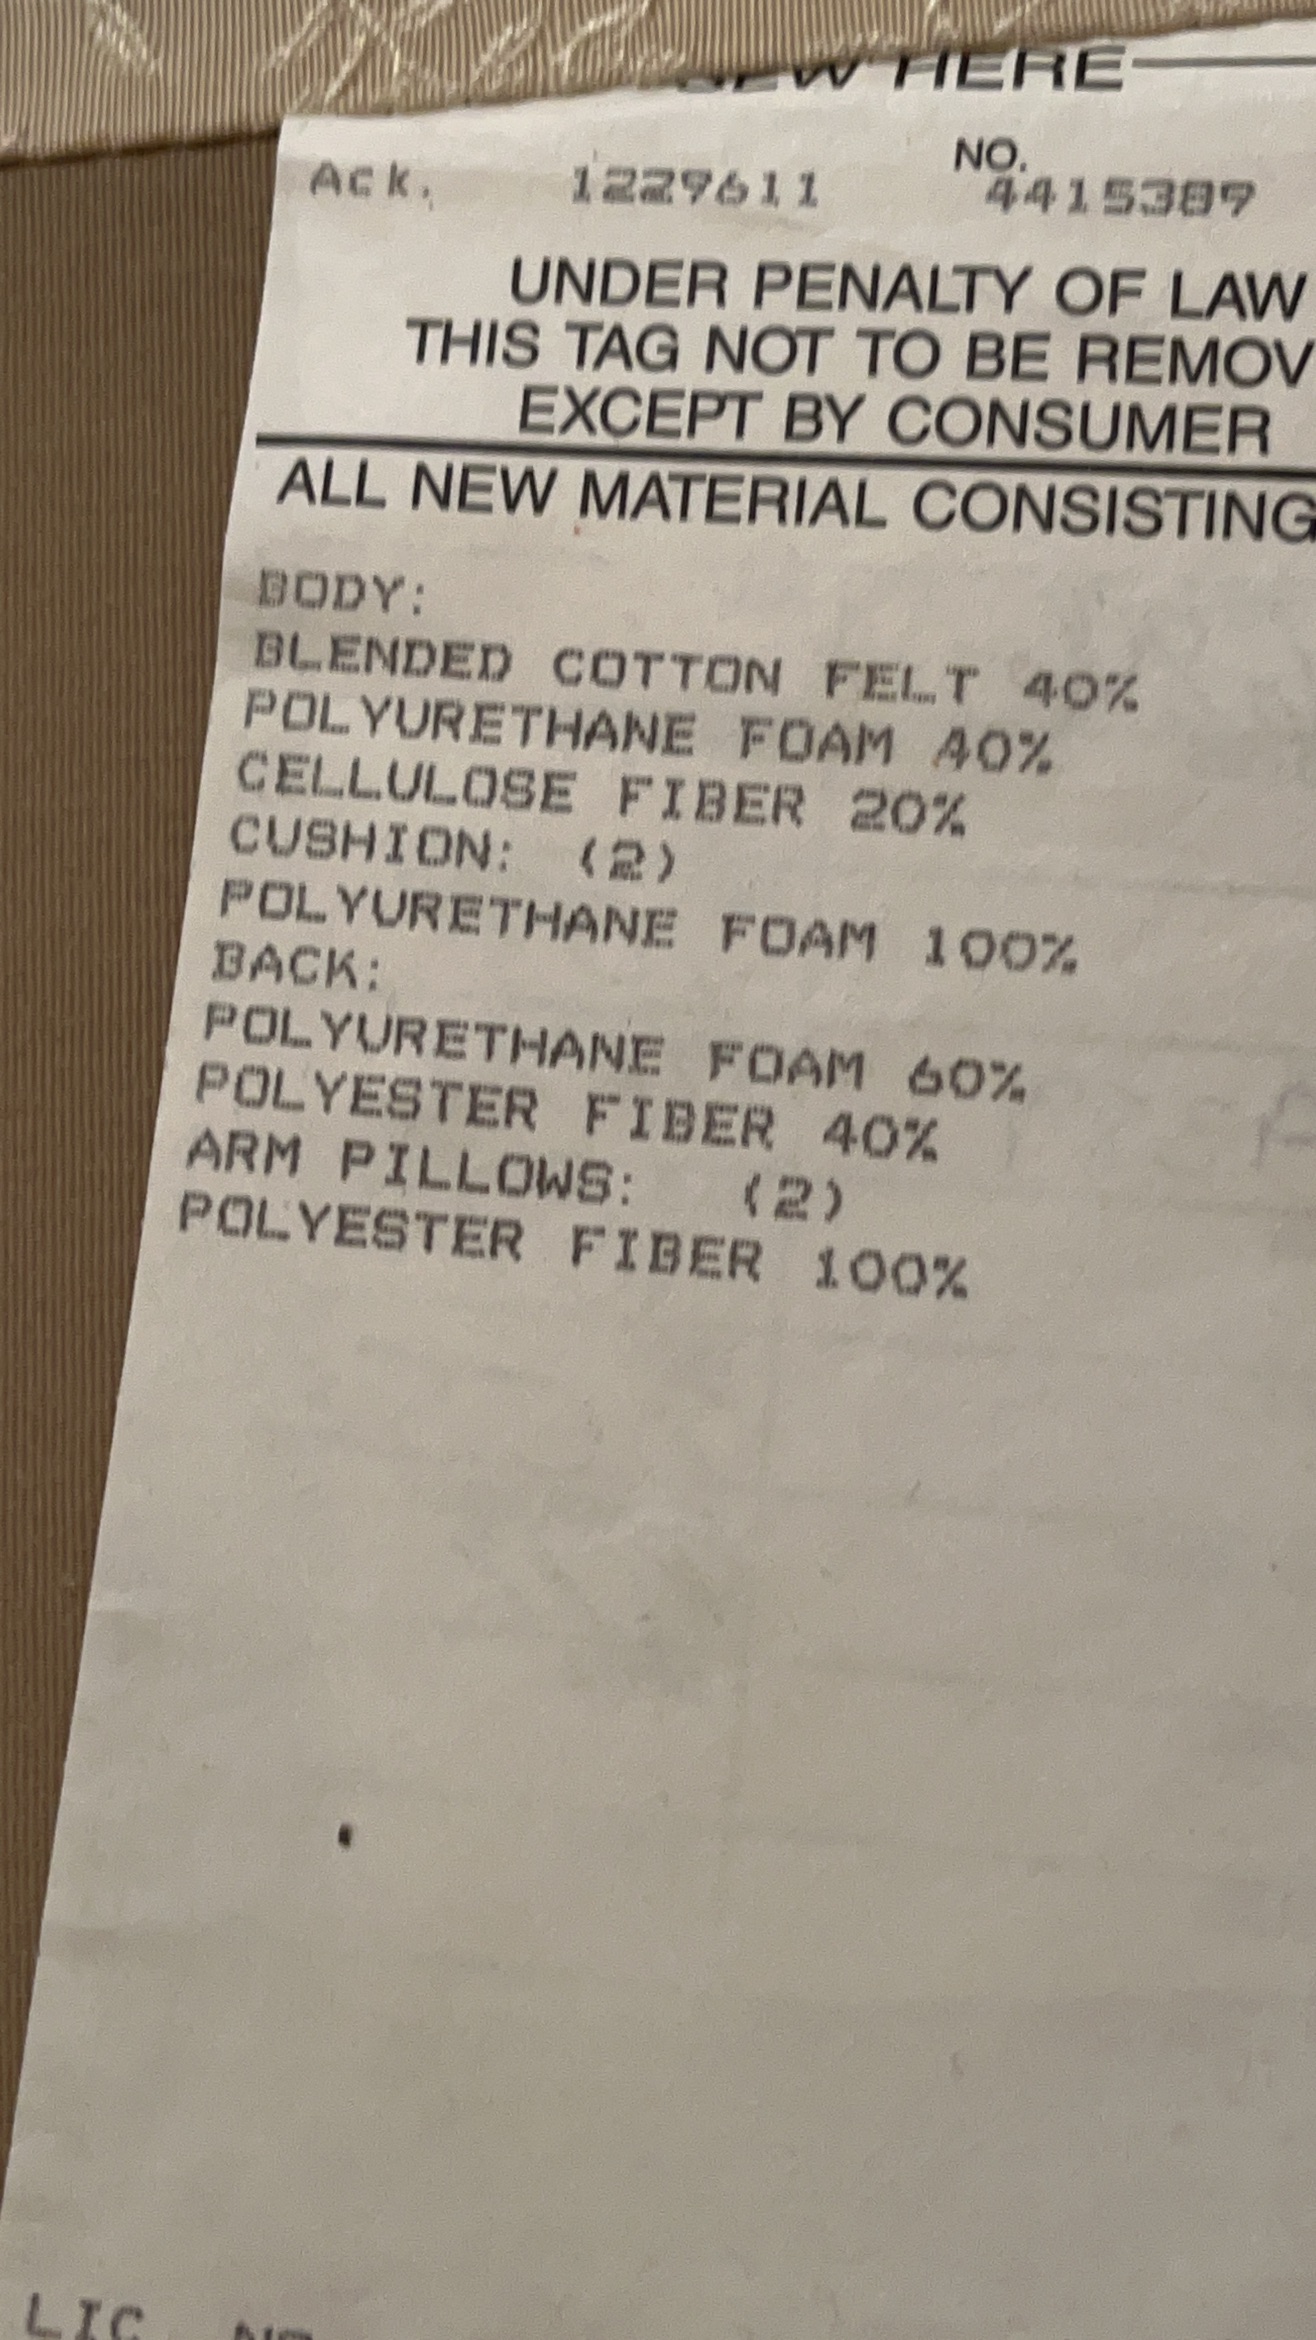 SEW HERE
NO.
Ack. 1229611 4415389
UNDER PENALTY OF LAW
THIS TAG NOT TO BE REMOV
EXCEPT BY CONSUMER
ALL NEW MATERIAL CONSISTING
BODY:
BLENDED COTTON FELT 40%
POLYURETHANE FOAM 40%
CELLULOSE FIBER 20%
CUSHION: (2)
POLYURETHANE FOAM 100%
BACK:
POLYURETHANE FOAM 60%
POLYESTER FIBER 40%
ARM PILLOWS: (2)
POLYESTER FIBER 100%
LIC